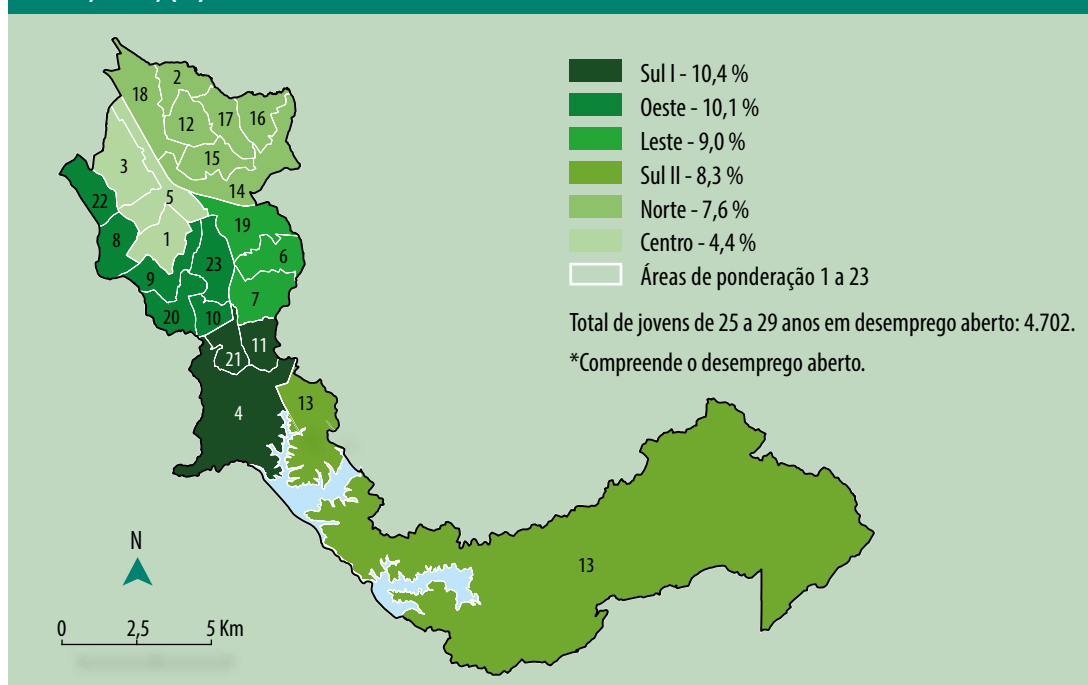 Sul I - 10,4 %
Oeste - 10,1 %
Leste - 9,0 %
Sul II - 8,3 %
Norte - 7,6 %
Centro - 4,4 %
Áreas de ponderação 1 a 23
Total de jovens de 25 a 29 anos em desemprego aberto: 4.702.
*Compreende o desemprego aberto.
2
18
12
17
16
3
15
14
5
22
19
8
1
23
6
9
7
20
10
21
11
4
13
13
N
0 2,5 5 Km